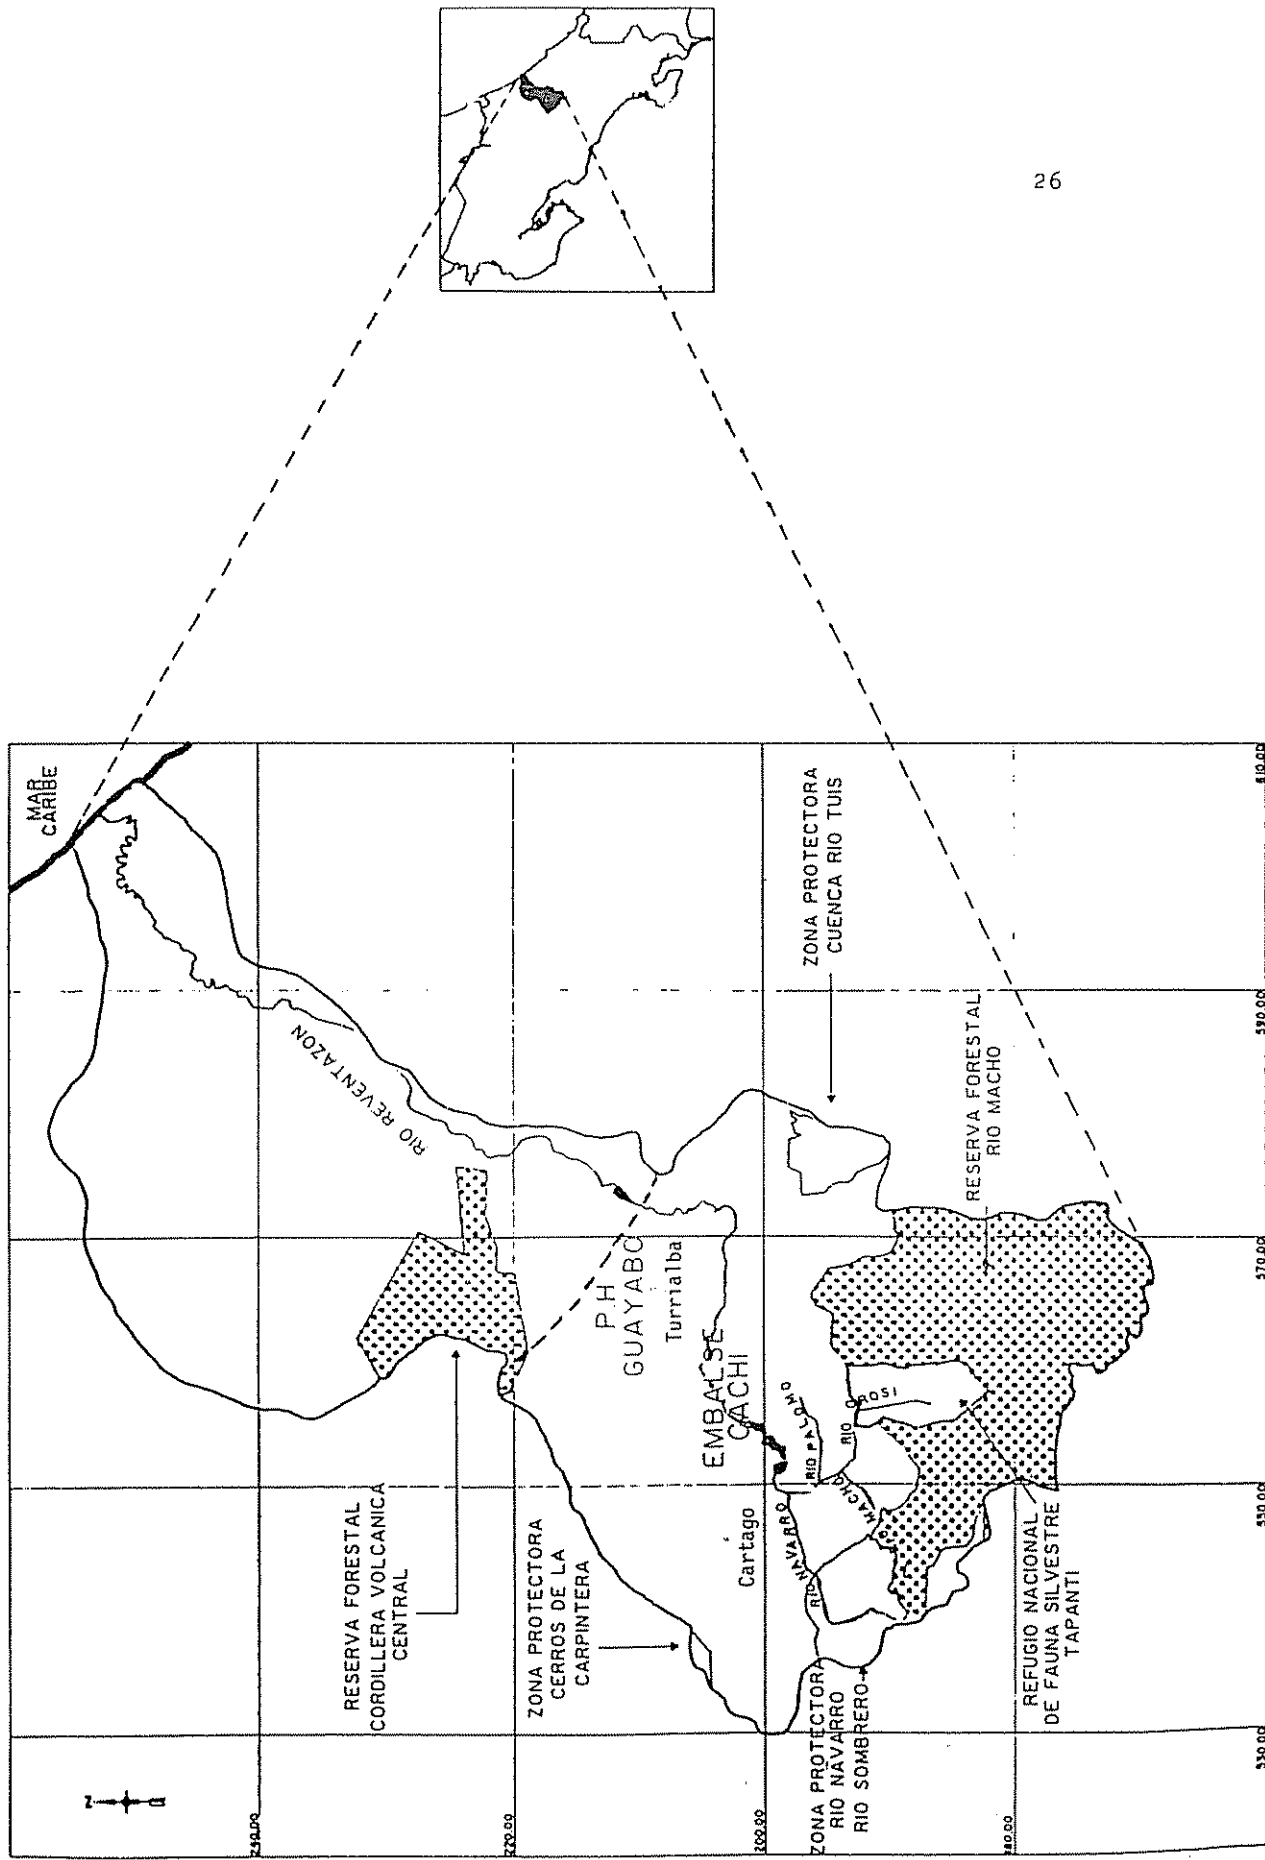 26
MAR
CARIBE
RIO REVENTAZON
RESERVA FORESTAL
CORDILLERA VOLCANICA
CENTRAL
ZONA PROTECTORA
CERROS DE LA
CARPINTERA
P.H
GUAYABO
Turrialba
EMBALSE
CACHI
Cartago
ZONA PROTECTORA
CUENCA RIO TUIS
RIO PALOMO
RIO OROSI
RIO MACHO
RIO NAVARRO
ZONA PROTECTORA
RIO NAVARRO
RIO SOMBRERO
RESERVA FORESTAL
RIO MACHO
REFUGIO NACIONAL
DE FAUNA SILVESTRE
TAPANTI
N
240.00
220.00
200.00
180.00
530.00
550.00
570.00
590.00
610.00